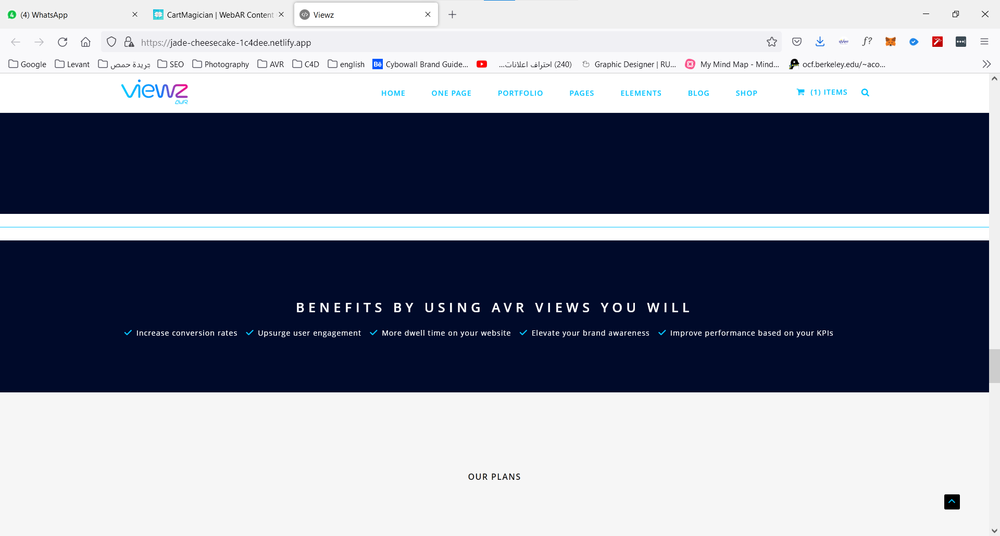 (4) WhatsApp
CartMagician | WebAR Content
Viewz
https://jade-cheesecake-1c4dee.netlify.app
LEVANT
f?
Google
Levant
جريدة حمص
SEO
Photography
AVR
C4D
english
Bē
Cybowall Brand Guide...
(240) احتراف اعلانات...
Graphic Designer | RU...
My Mind Map - Mind...
ocf.berkeley.edu/~aco...
viewz
AVR
HOME
ONE PAGE
PORTFOLIO
PAGES
ELEMENTS
BLOG
SHOP
(1) ITEMS
BENEFITS BY USING AVR VIEWS YOU WILL
Increase conversion rates
Upsurge user engagement
More dwell time on your website
Elevate your brand awareness
Improve performance based on your KPIs
OUR PLANS